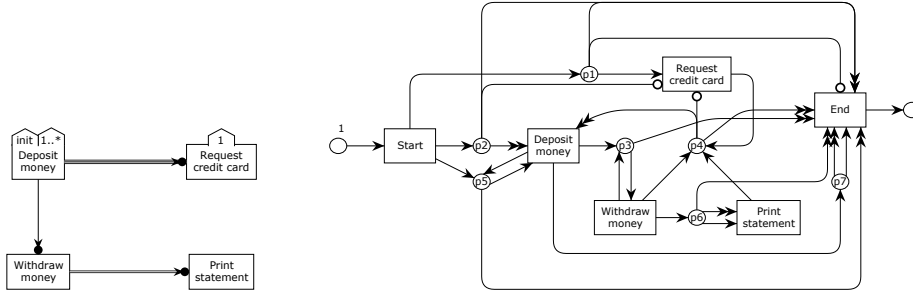 init 1..*
Deposit
money
1
Request
credit card
Withdraw
money
Print
statement
1
Start
p1
p2
p5
Deposit
money
p3
Request
credit card
p4
Withdraw
money
p6
Print
statement
p7
End